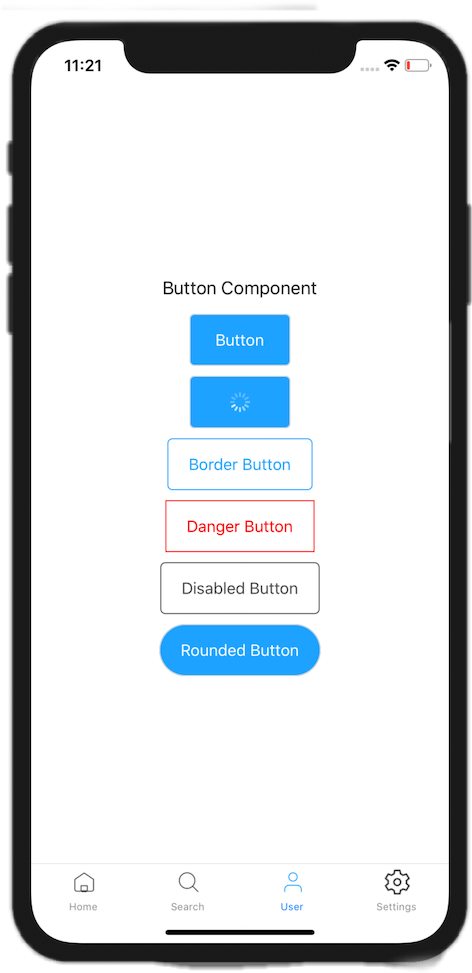 11:21
Button Component
Button
Border Button
Danger Button
Disabled Button
Rounded Button
Home
Search
User
Settings